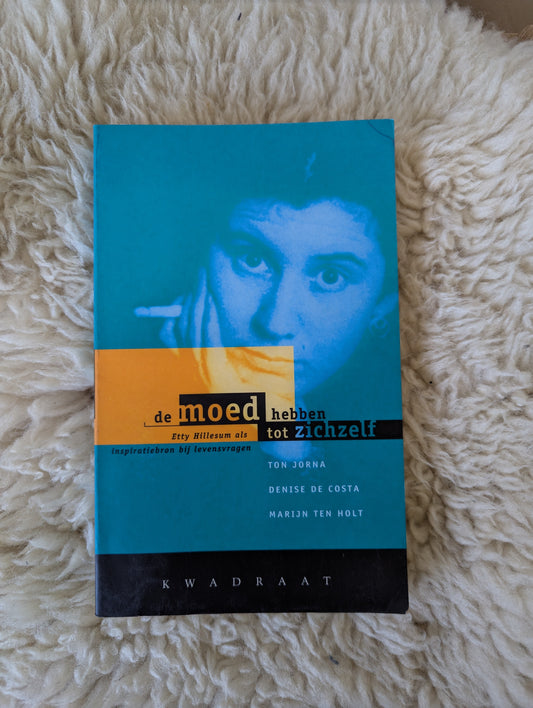 de moed hebben
tot zichzelf
Etty Hillesum als
inspiratiebron bij levensvragen
TON JORNA
DENISE DE COSTA
MARIJN TEN HOLT
KWADRAAT